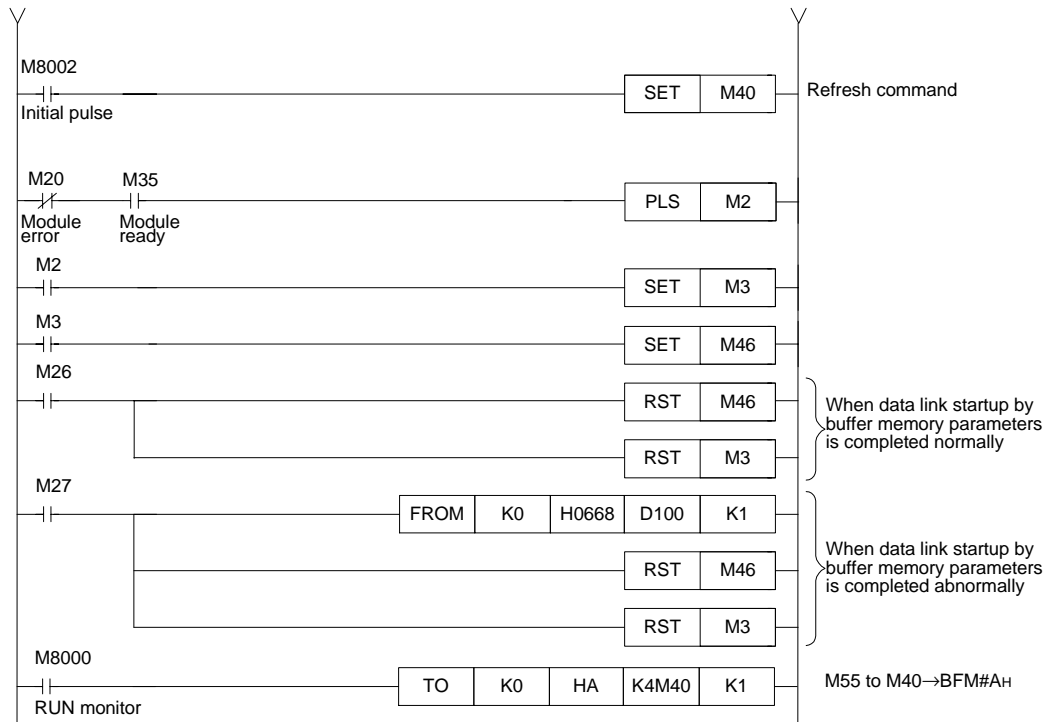 M8002
SET M40
Refresh command
Initial pulse
M20 M35
PLS M2
Module error
Module ready
M2
SET M3
M3
SET M46
M26
RST M46
RST M3
When data link startup by
buffer memory parameters
is completed normally
M27
FROM K0 H0668 D100 K1
RST M46
RST M3
When data link startup by
buffer memory parameters
is completed abnormally
M8000
TO K0 HA K4M40 K1
M55 to M40→BFM#AH
RUN monitor